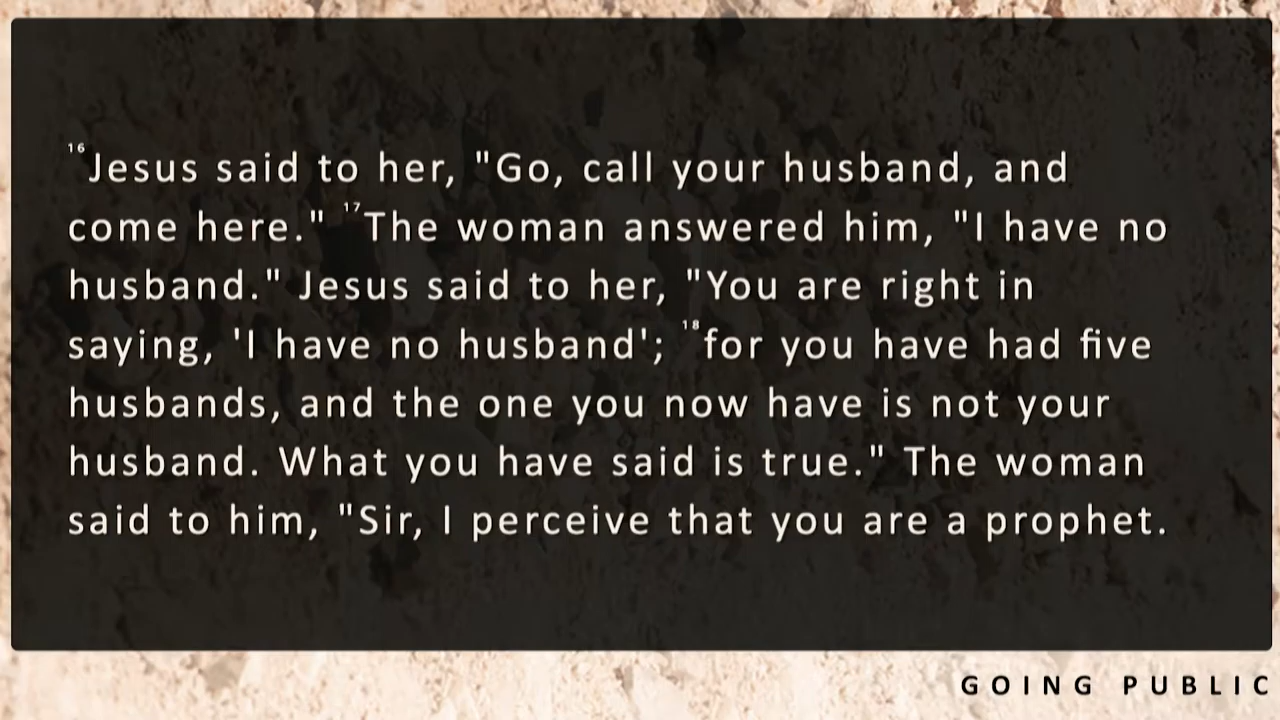 ¹⁶Jesus said to her, "Go, call your husband, and
come here." ¹⁷The woman answered him, "I have no
husband." Jesus said to her, "You are right in
saying, 'I have no husband'; ¹⁸for you have had five
husbands, and the one you now have is not your
husband. What you have said is true." The woman
said to him, "Sir, I perceive that you are a prophet.
GOING PUBLIC